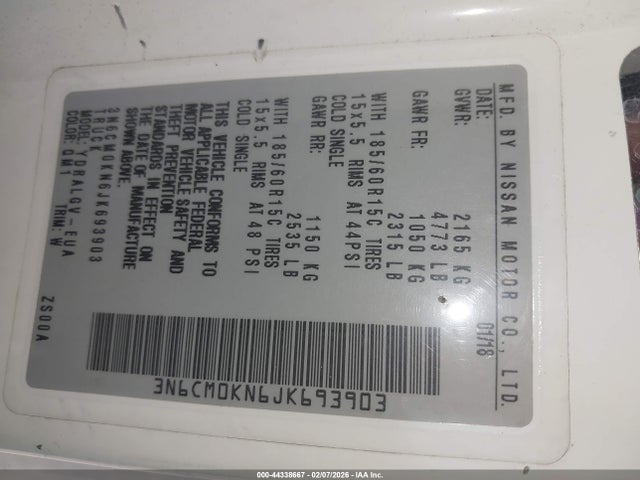 MFD. BY NISSAN MOTOR CO., LTD.
DATE: 01/18
GVWR: 2165 KG
4773 LB
GAWR FR: 1050 KG
2315 LB
WITH 185/60R15C TIRES
15x5.5 RIMS AT 44PSI
COLD SINGLE
GAWR RR: 1150 KG
2535 LB
WITH 185/60R15C TIRES
15x5.5 RIMS AT 48 PSI
COLD SINGLE
THIS VEHICLE CONFORMS TO
ALL APPLICABLE FEDERAL
MOTOR VEHICLE SAFETY AND
THEFT PREVENTION
STANDARDS IN EFFECT ON
THE DATE OF MANUFACTURE
SHOWN ABOVE.
3N6CM0KN6JK693903
TRUCK
MODEL: YDRALGV-EUA
COLOR: QM1 TRIM: W
ZS00A
3N6CM0KN6JK693903
000-44338667 - 02/07/2026 - IAA Inc.